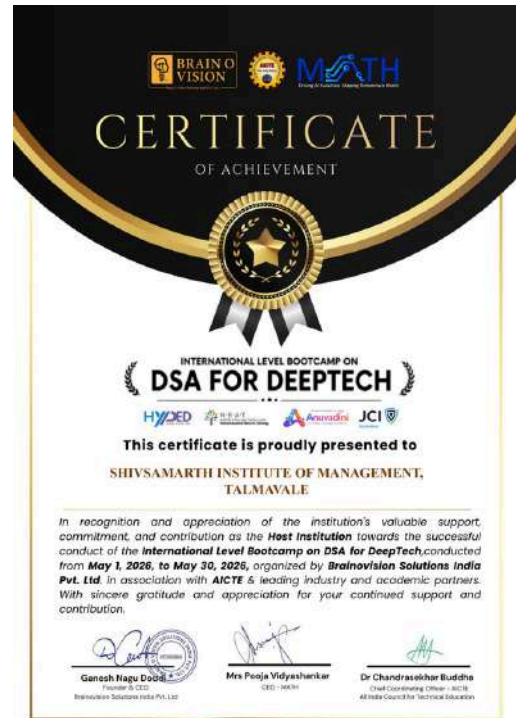 BRAIN O
VISION
AICTE
MATH
CERTIFICATE
OF ACHIEVEMENT
INTERNATIONAL LEVEL BOOTCAMP ON
DSA FOR DEEPTECH
Anuvadini JCI
This certificate is proudly presented to
SHIVSAMARTH INSTITUTE OF MANAGEMENT,
TALMAVALE
In recognition and appreciation of the institution's valuable support,
commitment, and contribution as the Host Institution towards the successful
conduct of the International Level Bootcamp on DSA for DeepTech,conducted
from May 1, 2026, to May 30, 2026, organized by Brainovision Solutions India
Pvt. Ltd. in association with AICTE & leading industry and academic partners.
With sincere gratitude and appreciation for your continued support and
contribution.
Ganesh Nagu Doddi
Founder & CEO
Brainovision Solutions India Pvt. Ltd
Mrs Pooja Vidyashankar
CEO - MATH
Dr Chandrasekhar Buddha
Chief Coordinating Officer - AICTE
All India Council for Technical Education